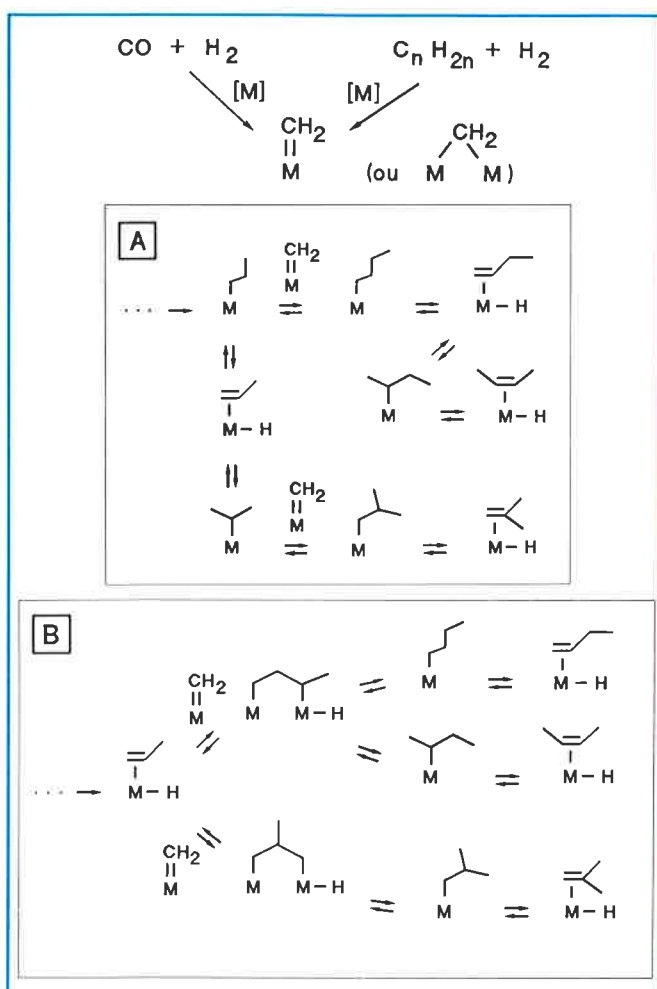 CO + H2 CnH2n + H2
[M] [M]
CH2 CH2
M (ou M M)
A
CH2
M
.... → M ⇌ M ⇌ M-H
M-H M ⇌ M-H
CH2
M
M ⇌ M ⇌ M-H
B
CH2 M ⇌ M-H
M M M-H
.... → M-H M ⇌ M-H
CH2
M M M-H
M ⇌ M-H